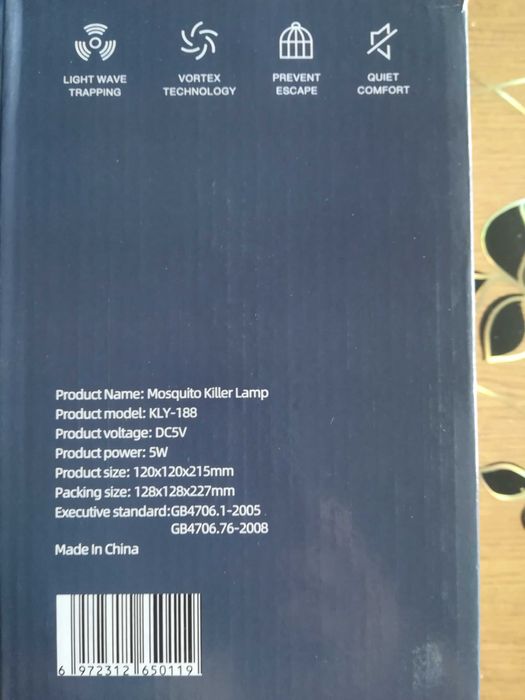 LIGHT WAVE
TRAPPING
VORTEX
TECHNOLOGY
PREVENT
ESCAPE
QUIET
COMFORT
Product Name: Mosquito Killer Lamp
Product model: KLY-188
Product voltage: DC5V
Product power: 5W
Product size: 120x120x215mm
Packing size: 128x128x227mm
Executive standard:GB4706.1-2005
GB4706.76-2008
Made In China
6 972312 650119